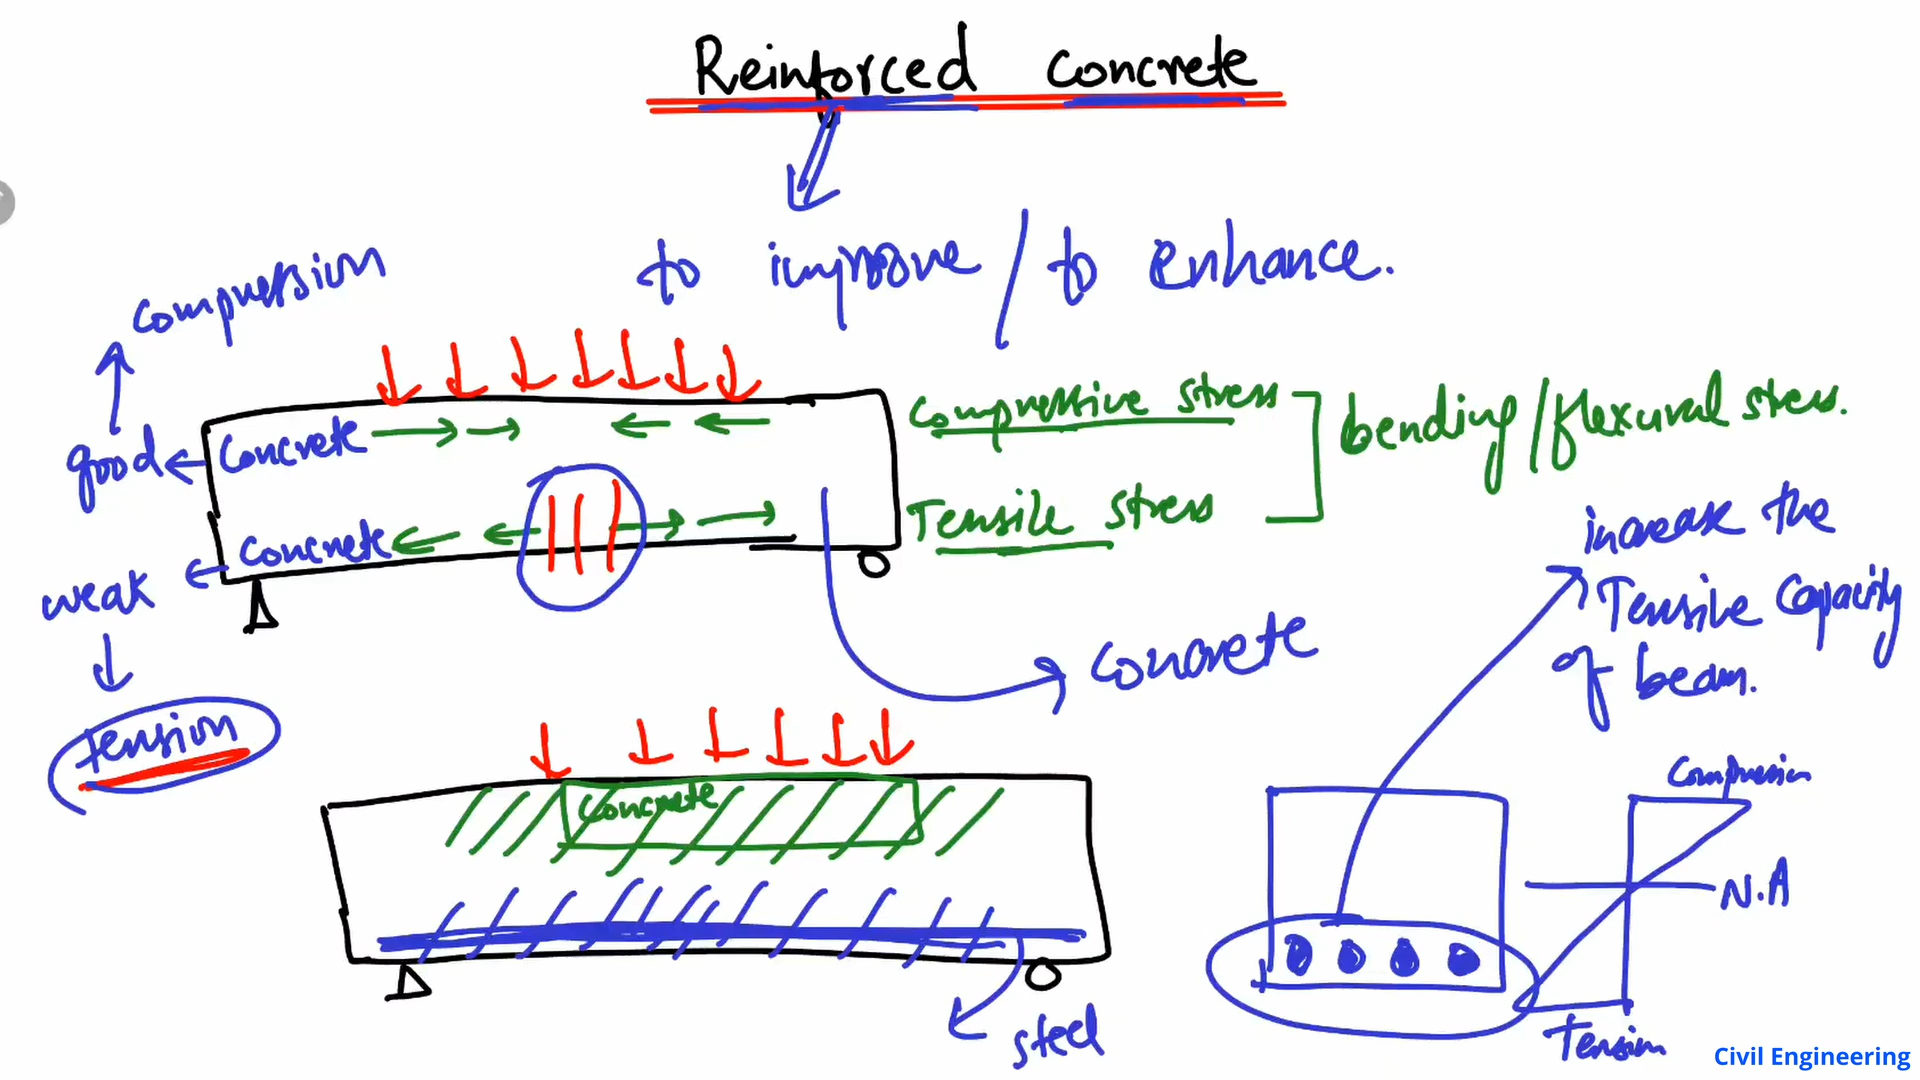 Reinforced Concrete
to improve / to enhance.
Compression
good
Concrete
Compressive stress
bending/flexural stress.
Concrete
Tensile stress
weak
increase the
Tensile Capacity
of beam.
Concrete
tension
Concrete
Compression
N.A
steel
Tension
Civil Engineering